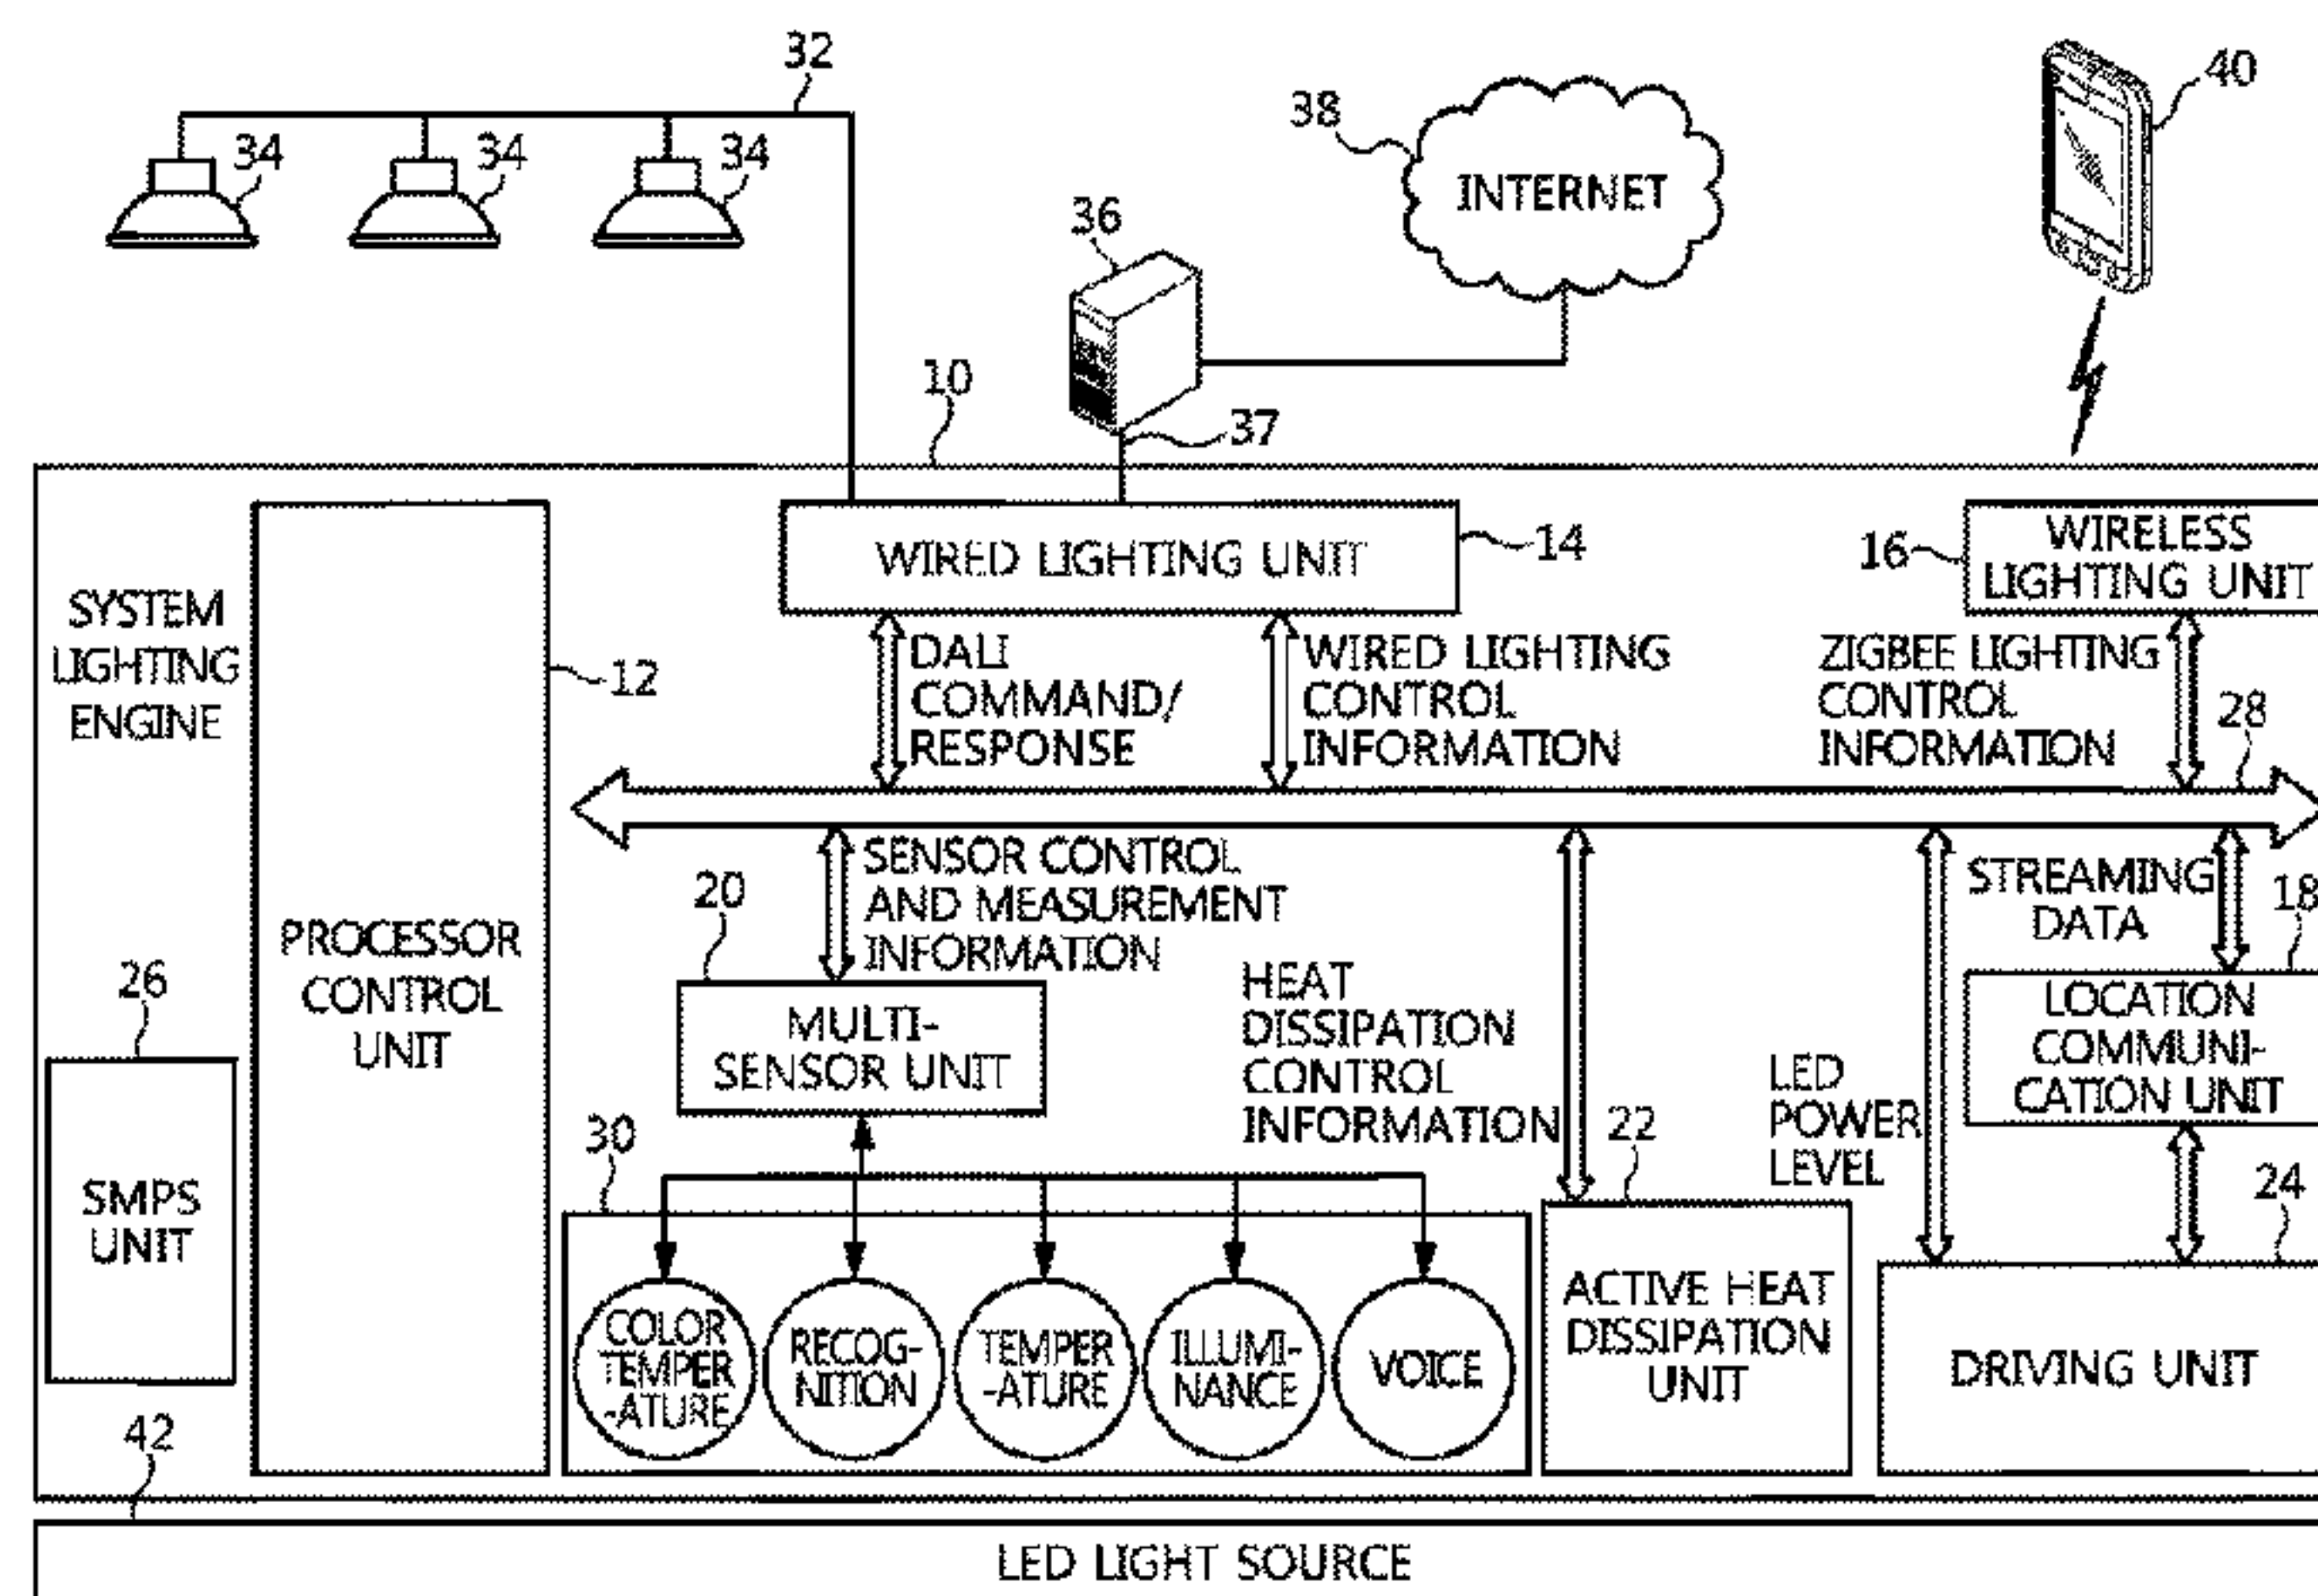 32
40
38
34
34
34
INTERNET
36
10
37
WIRED LIGHTING UNIT
14
16
WIRELESS
LIGHTING UNIT
SYSTEM
LIGHTING
ENGINE
12
DALI
COMMAND/
RESPONSE
WIRED LIGHTING
CONTROL
INFORMATION
ZIGBEE LIGHTING
CONTROL
INFORMATION
28
SENSOR CONTROL
AND MEASUREMENT
INFORMATION
20
STREAMING
DATA
18
PROCESSOR
CONTROL
UNIT
26
MULTI-
SENSOR UNIT
HEAT
DISSIPATION
CONTROL
INFORMATION
LOCATION
COMMUNI-
CATION UNIT
LED
POWER
LEVEL
30
22
24
SMPS
UNIT
COLOR
TEMPER
-ATURE
RECOG-
NITION
TEMPER
-ATURE
ILLUMI-
NANCE
VOICE
ACTIVE HEAT
DISSIPATION
UNIT
DRIVING UNIT
42
LED LIGHT SOURCE